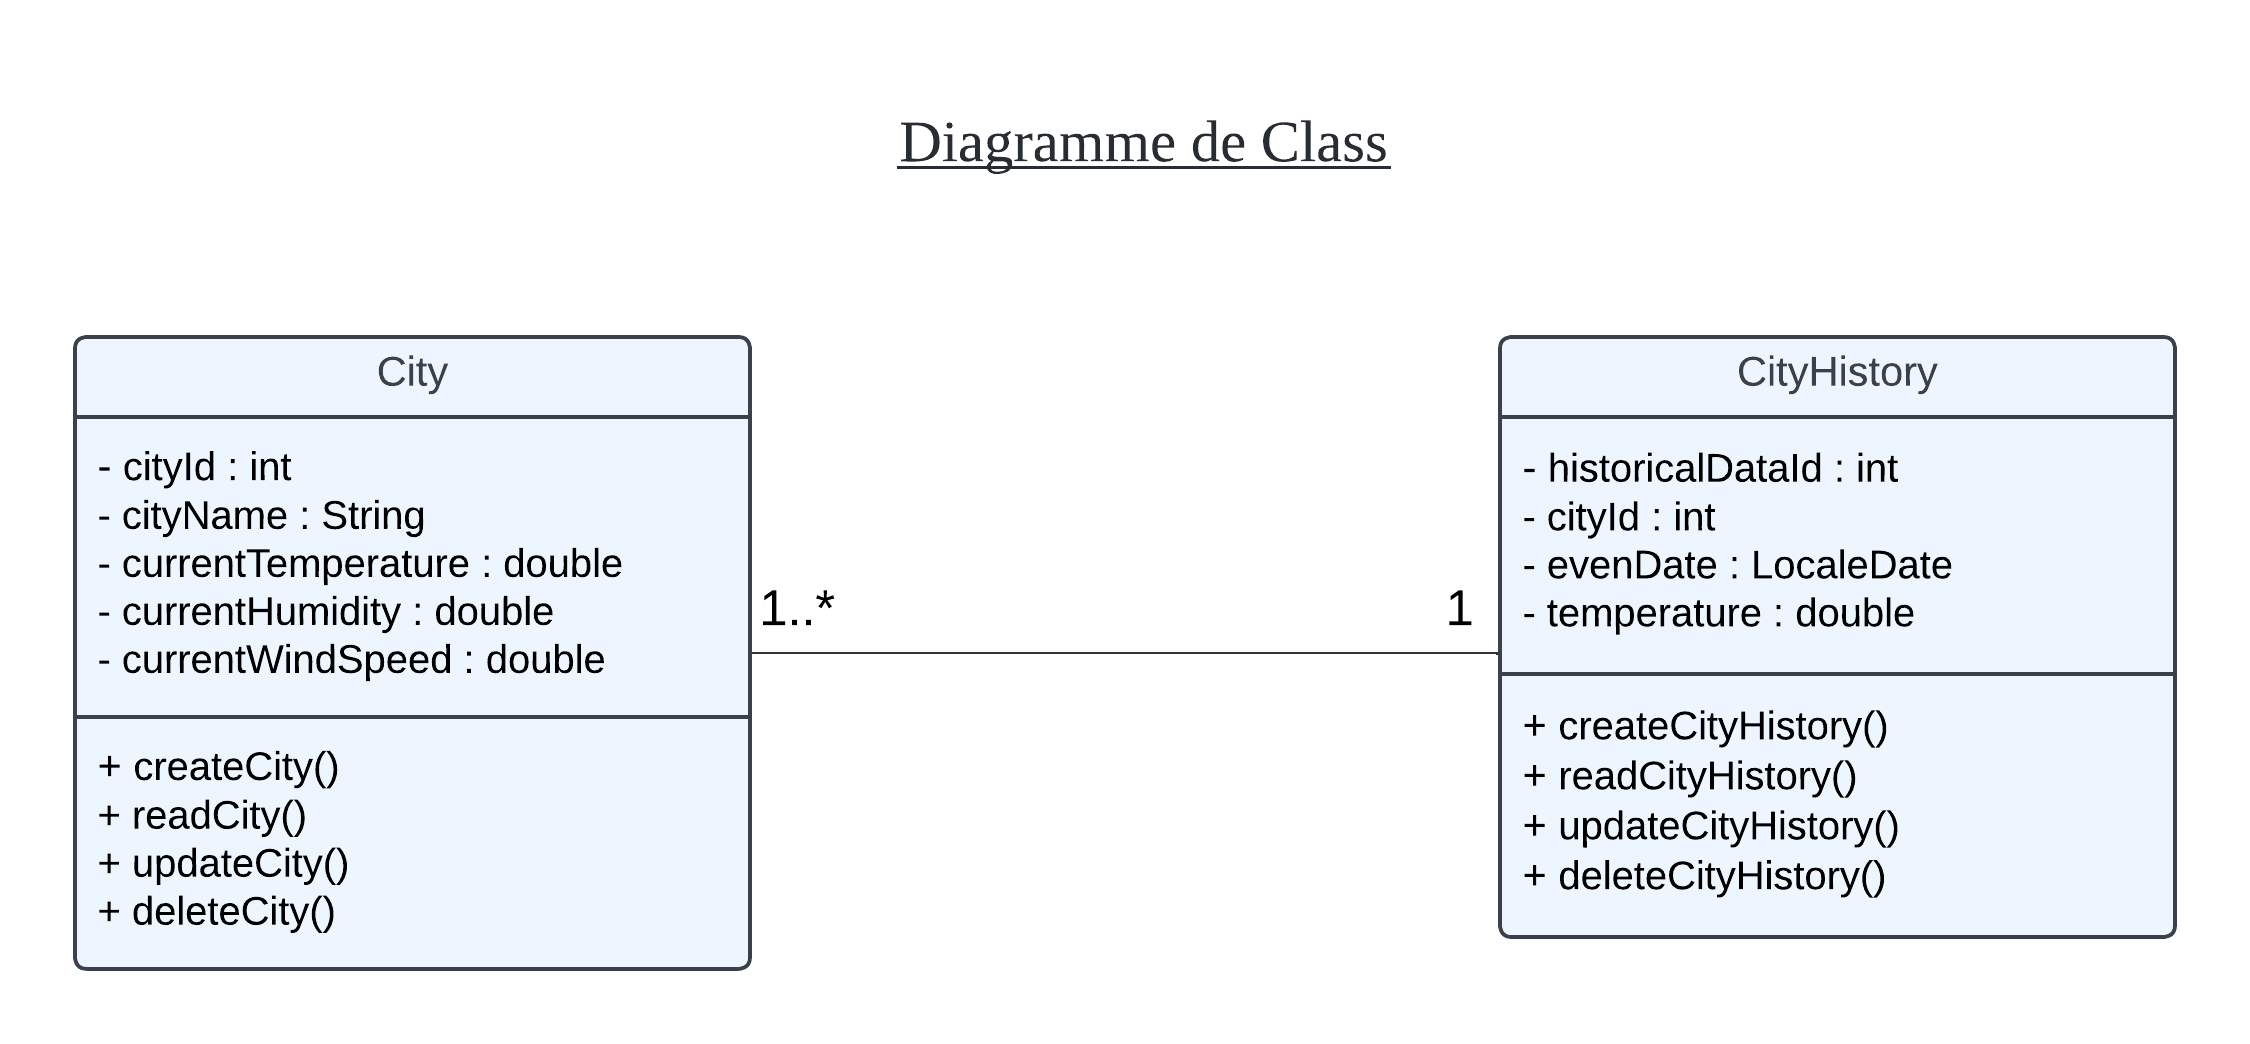 Diagramme de Class
City
- cityId : int
- cityName : String
- currentTemperature : double
- currentHumidity : double
- currentWindSpeed : double
+ createCity()
+ readCity()
+ updateCity()
+ deleteCity()
1..*
1
CityHistory
- historicalDataId : int
- cityId : int
- evenDate : LocaleDate
- temperature : double
+ createCityHistory()
+ readCityHistory()
+ updateCityHistory()
+ deleteCityHistory()